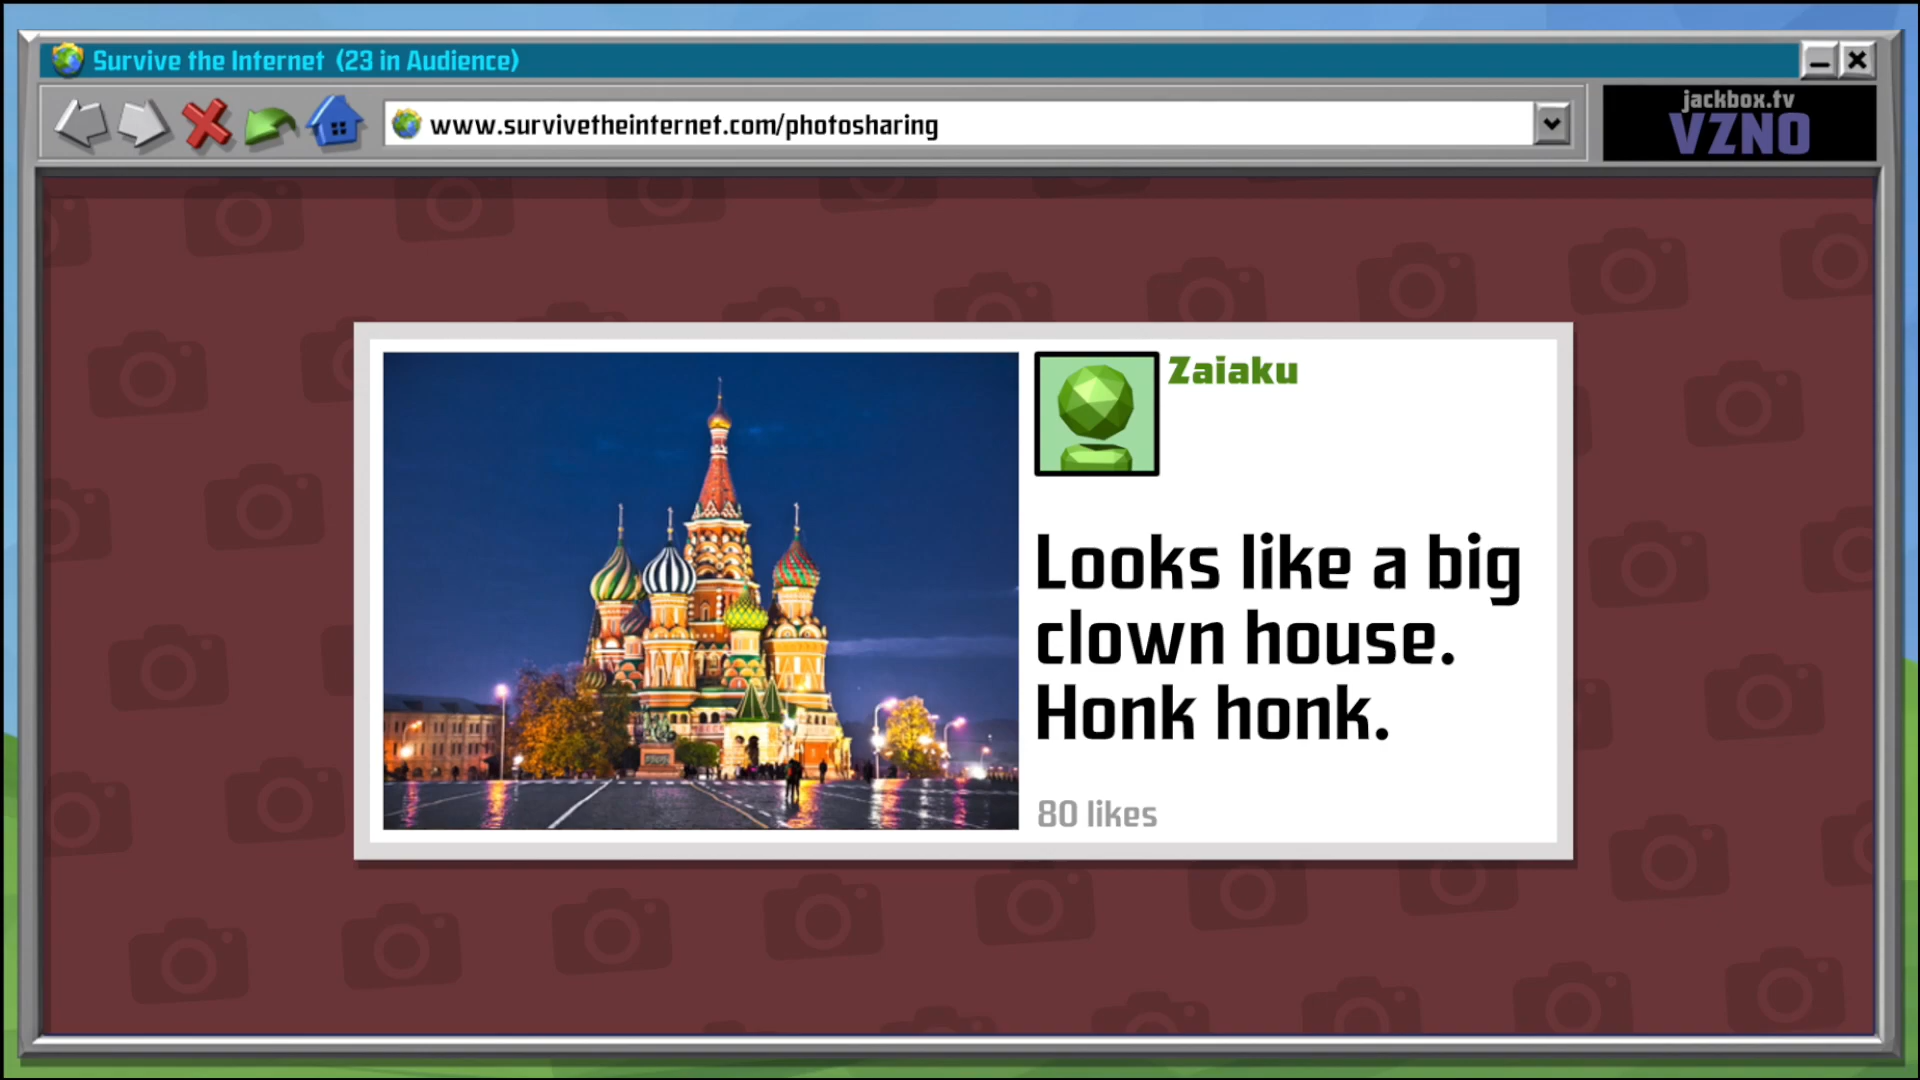 Survive the Internet (23 in Audience)
www.survivetheinternet.com/photosharing
jackbox.tv
VZNO
Zaiaku
Looks like a big
clown house.
Honk honk.
80 likes